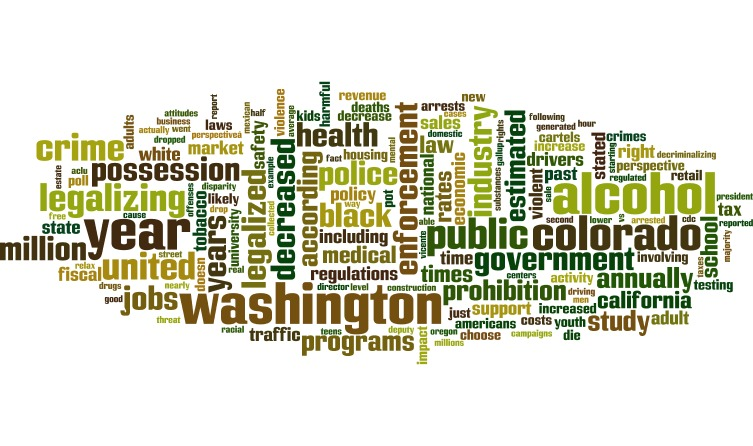 new
revenue
harmful
report
mexican
half
violence
average
kids
deaths
decrease
arrests
cases
sales
domestic
following
generated
hour
attitudes
business
actually
went
dropped
adults
laws
perspectiveâ
market
safety
health
enforcement
law
industry
estimated
cartels
increase
stated
crimes
starting
right
decriminalizing
perspective
regulated
cdc
retail
crime
white
possession
poll
aclu
estate
legalizing
disparity
likely
offenses
tobacco
drop
university
years
legalized
example
collected
decreased
according
fact
housing
mental
police
policy
pot
way
black
including
medical
regulations
national
rates
economic
substances
gallup
rights
drivers
past
violent
sale
alcohol
president
tax
free
cause
state
year
million
street
united
relax
fiscal
drugs
nearly
doesn
real
able
vicente
public
second
lower
vs
arrested
colorado
reported
majority
school
taxes
time
government
involving
times
centers
activity
annually
testing
good
jobs
threat
washington
director
level
construction
prohibition
driving
men
california
racial
traffic
teens
programs
deputy
impact
oregon
millions
just
support
increased
americans
costs
youth
choose
campaigns
die
study
adult